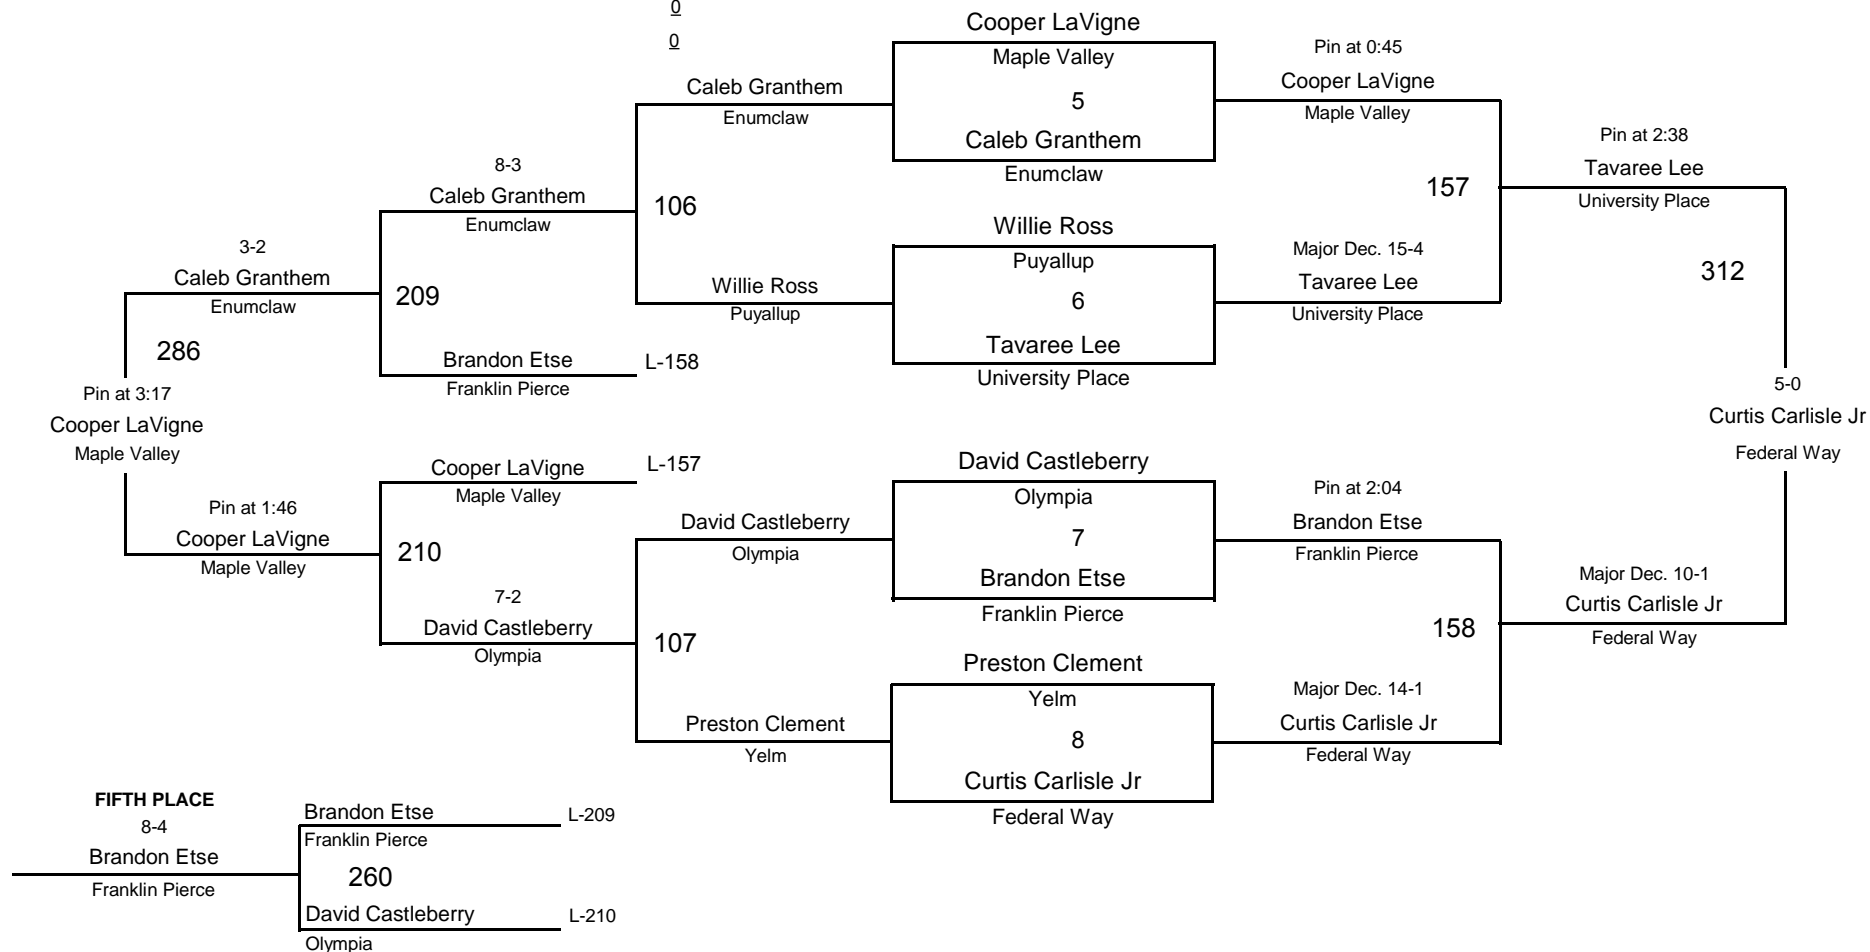 0
0
Cooper LaVigne
Maple Valley
5
Caleb Granthem
Enumclaw
Willie Ross
Puyallup
6
Tavaree Lee
University Place
David Castleberry
Olympia
7
Brandon Etse
Franklin Pierce
Preston Clement
Yelm
8
Curtis Carlisle Jr
Federal Way
Pin at 0:45
Cooper LaVigne
Maple Valley
157
Major Dec. 15-4
Tavaree Lee
University Place
Pin at 2:04
Brandon Etse
Franklin Pierce
158
Major Dec. 14-1
Curtis Carlisle Jr
Federal Way
Pin at 2:38
Tavaree Lee
University Place
312
Major Dec. 10-1
Curtis Carlisle Jr
Federal Way
5-0
Curtis Carlisle Jr
Federal Way
Caleb Granthem
Enumclaw
106
Willie Ross
Puyallup
David Castleberry
Olympia
107
Preston Clement
Yelm
8-3
Caleb Granthem
Enumclaw
209
Brandon Etse
L-158
Franklin Pierce
Cooper LaVigne
L-157
Maple Valley
210
7-2
David Castleberry
Olympia
3-2
Caleb Granthem
Enumclaw
286
Pin at 1:46
Cooper LaVigne
Maple Valley
Pin at 3:17
Cooper LaVigne
Maple Valley
FIFTH PLACE
8-4
Brandon Etse
Franklin Pierce
Brandon Etse
L-209
Franklin Pierce
260
David Castleberry
L-210
Olympia